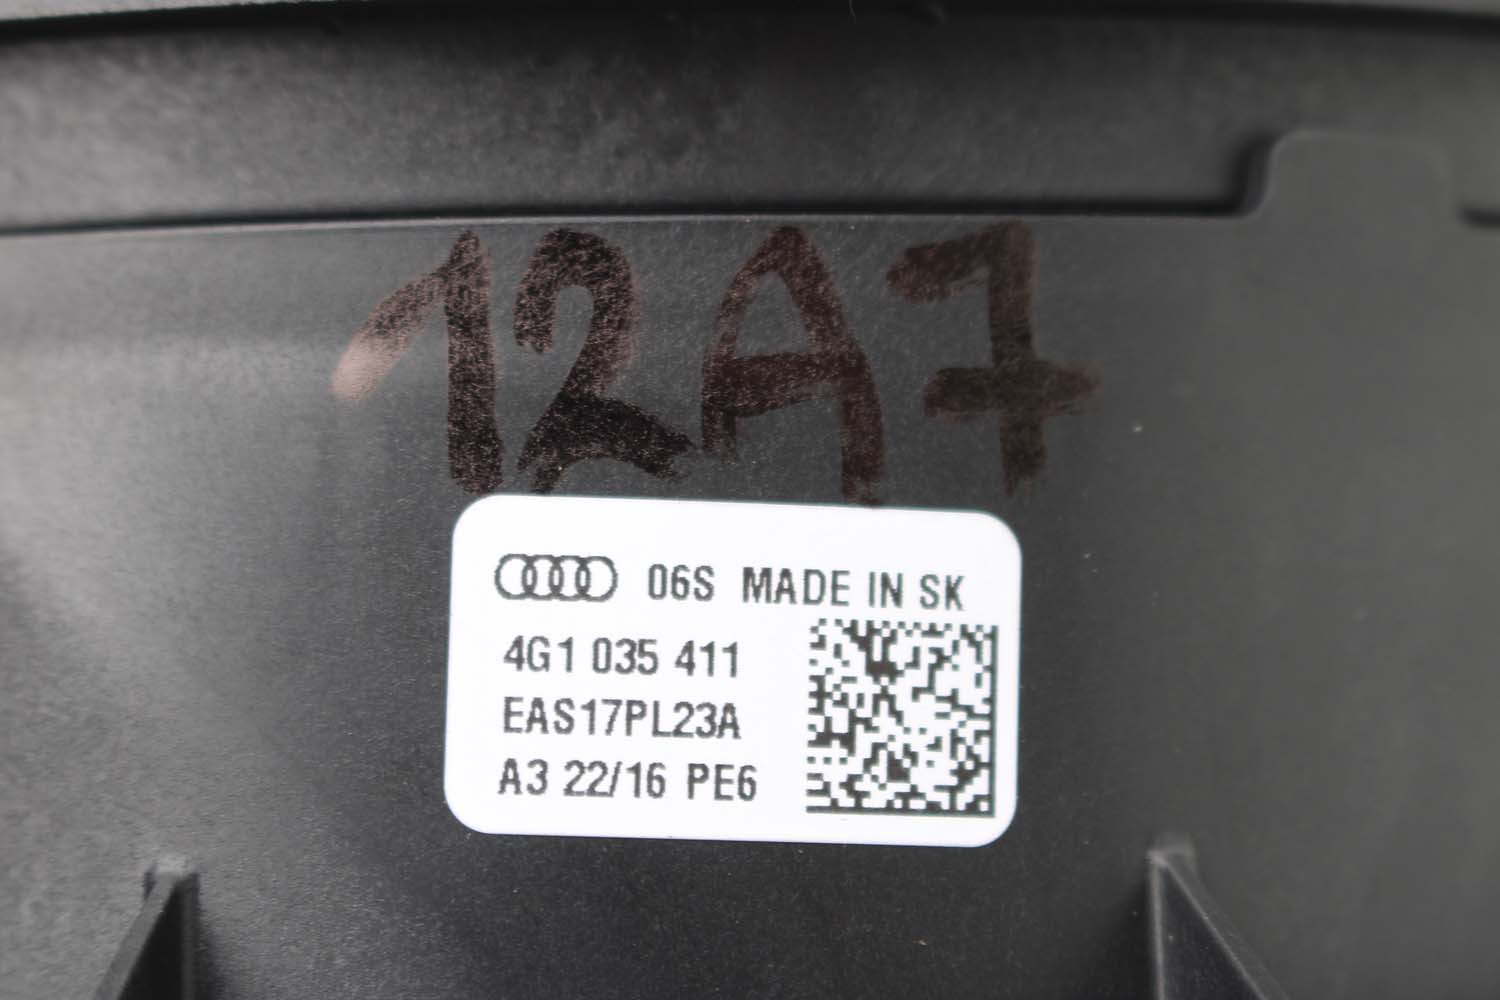 12A7
06S MADE IN SK
4G1 035 411
EAS17PL23A
A3 22/16 PE6